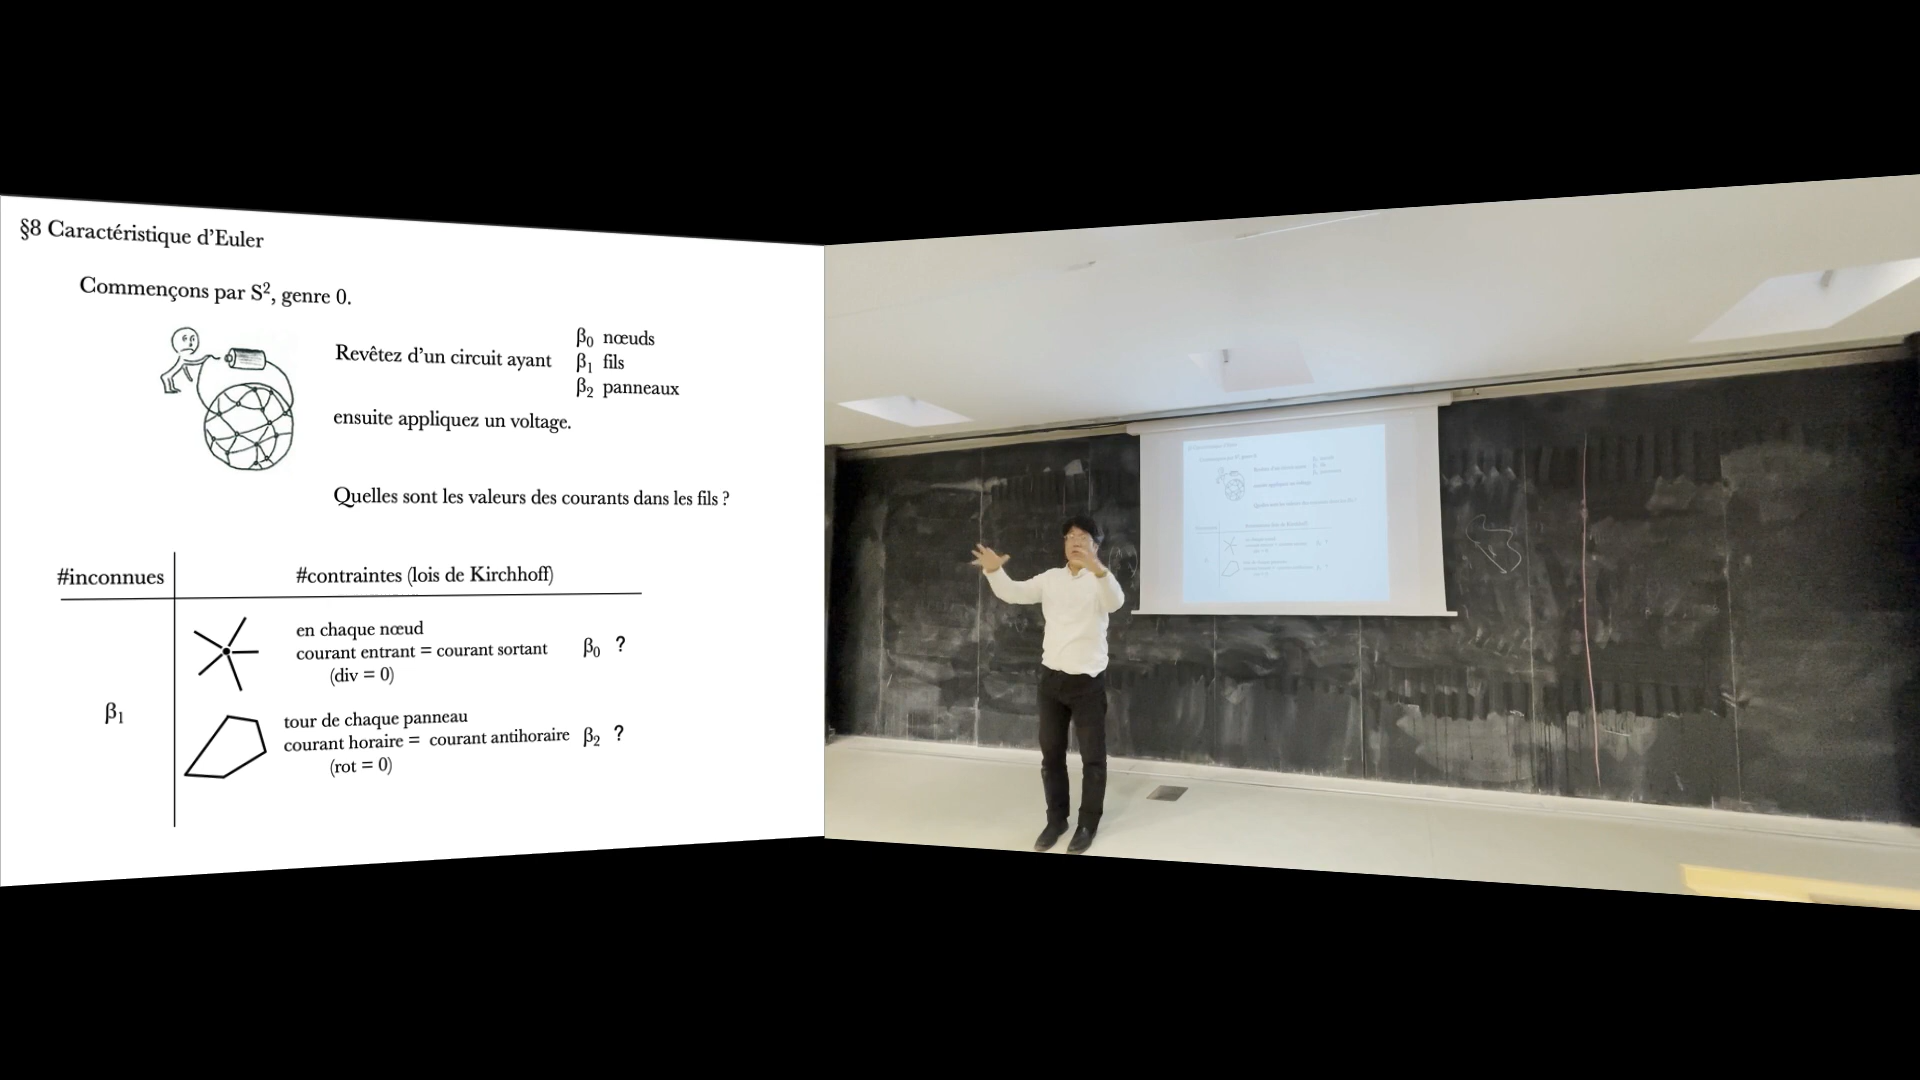 §8 Caractéristique d'Euler
Commençons par S², genre 0.
Revêtez d'un circuit ayant
β₀ nœuds
β₁ fils
β₂ panneaux
ensuite appliquez un voltage.
Quelles sont les valeurs des courants dans les fils ?
#inconnues
#contraintes (lois de Kirchhoff)
β₁
en chaque nœud
courant entrant = courant sortant β₀ ?
(div = 0)
tour de chaque panneau
courant horaire = courant antihoraire β₂ ?
(rot = 0)